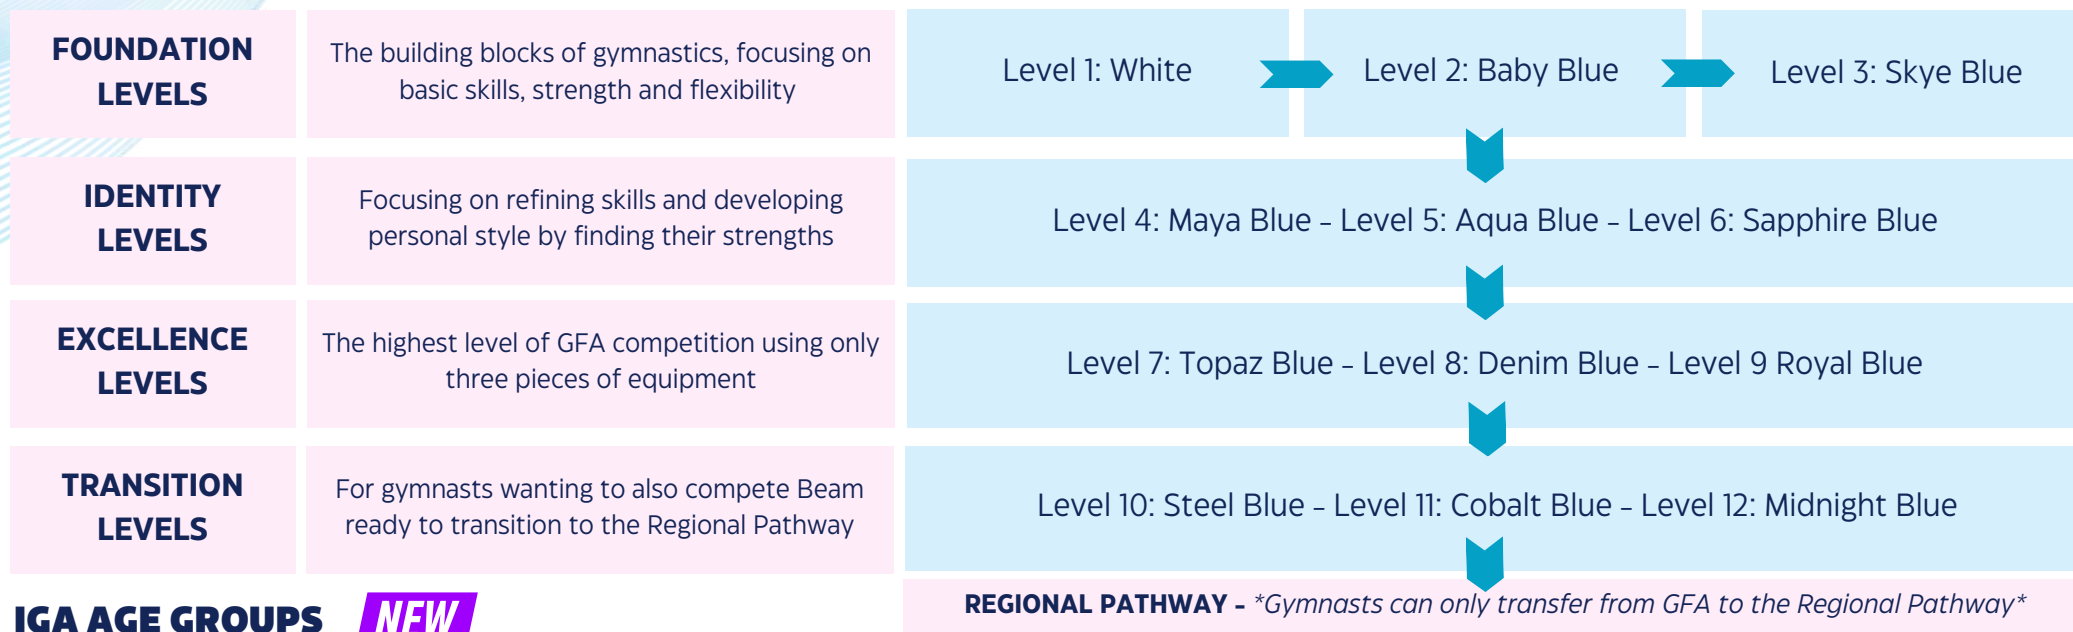 FOUNDATION
LEVELS
The building blocks of gymnastics, focusing on
basic skills, strength and flexibility
Level 1: White
Level 2: Baby Blue
Level 3: Skye Blue
IDENTITY
LEVELS
Focusing on refining skills and developing
personal style by finding their strengths
Level 4: Maya Blue - Level 5: Aqua Blue - Level 6: Sapphire Blue
EXCELLENCE
LEVELS
The highest level of GFA competition using only
three pieces of equipment
Level 7: Topaz Blue - Level 8: Denim Blue - Level 9 Royal Blue
TRANSITION
LEVELS
For gymnasts wanting to also compete Beam
ready to transition to the Regional Pathway
Level 10: Steel Blue - Level 11: Cobalt Blue - Level 12: Midnight Blue
REGIONAL PATHWAY - *Gymnasts can only transfer from GFA to the Regional Pathway*
IGA AGE GROUPS NEW